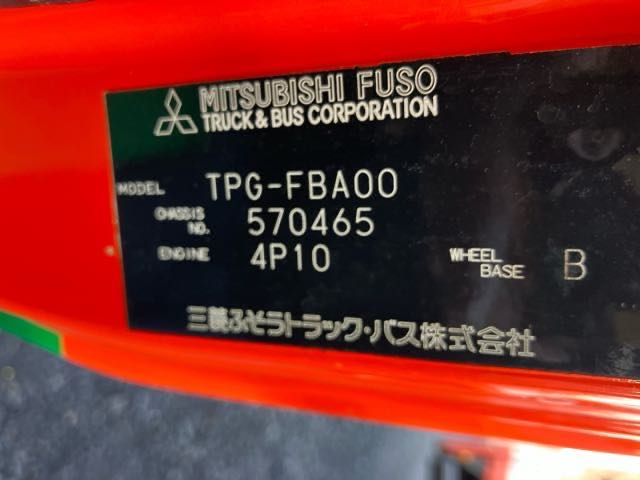 MITSUBISHI FUSO
TRUCK & BUS CORPORATION
MODEL TPG-FBA00
CHASSIS NO. 570465
ENGINE 4P10
WHEEL BASE B
三菱ふそうトラック・バス株式会社